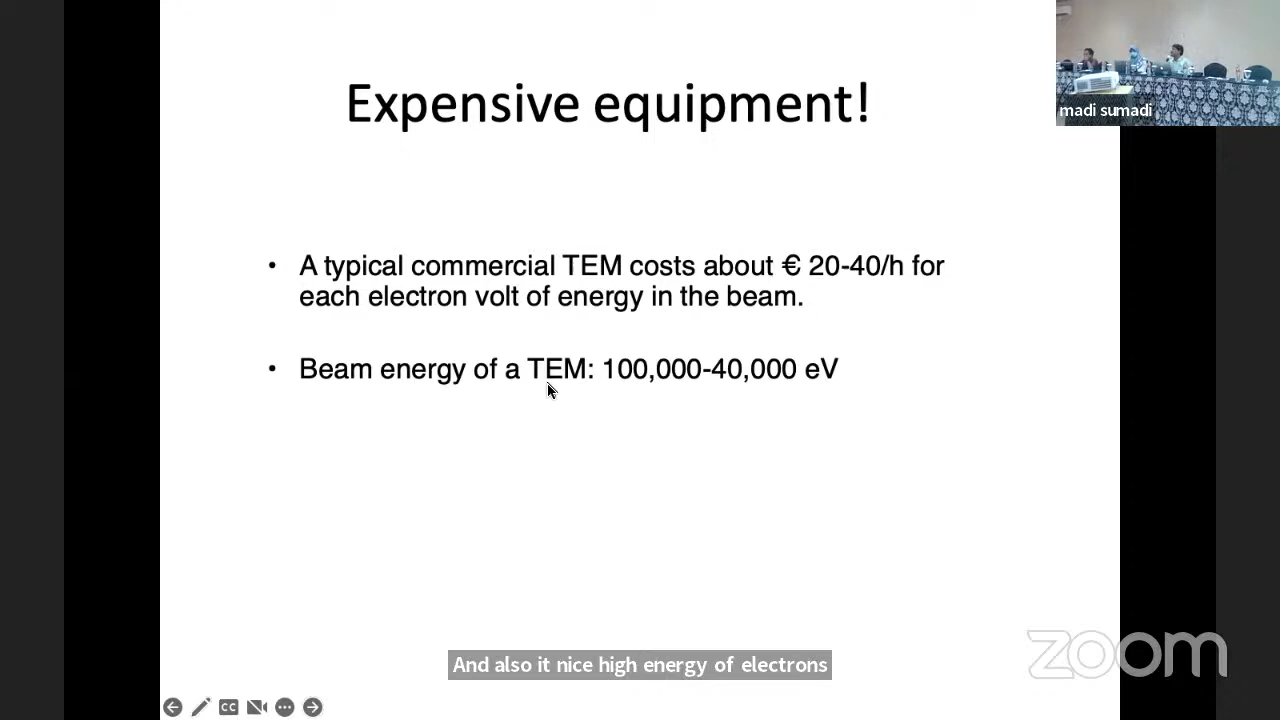 Expensive equipment!
madi sumadi
• A typical commercial TEM costs about € 20-40/h for
each electron volt of energy in the beam.
• Beam energy of a TEM: 100,000-40,000 eV
And also it nice high energy of electrons
zoom
CC